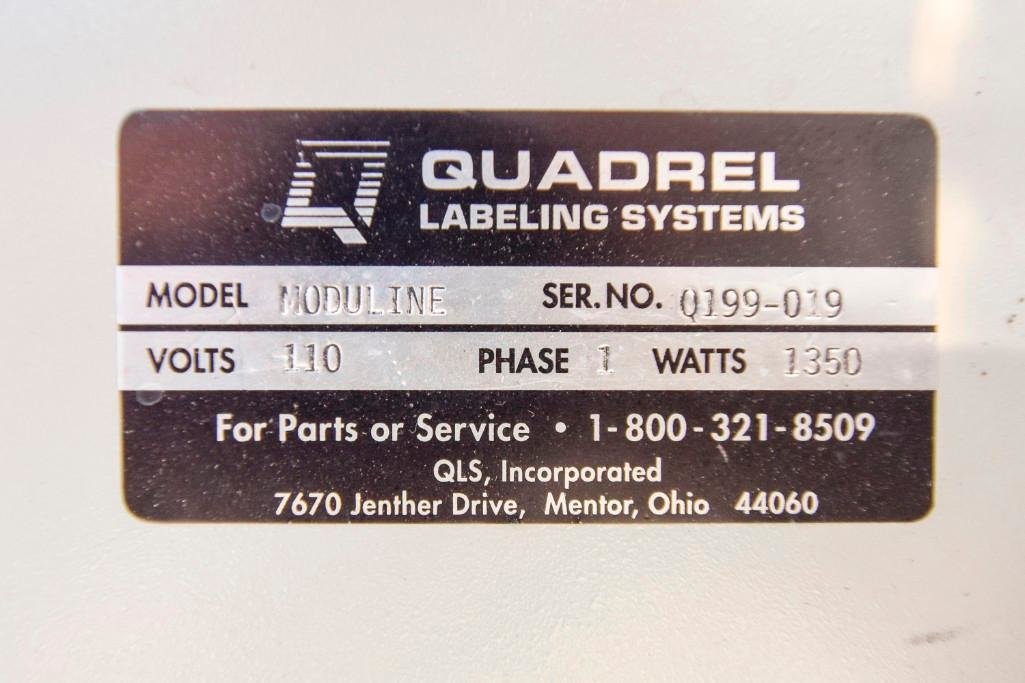 QUADREL
LABELING SYSTEMS
MODEL MODULINE SER. NO. Q199-019
VOLTS 110 PHASE 1 WATTS 1350
For Parts or Service • 1-800-321-8509
QLS, Incorporated
7670 Jenther Drive, Mentor, Ohio 44060